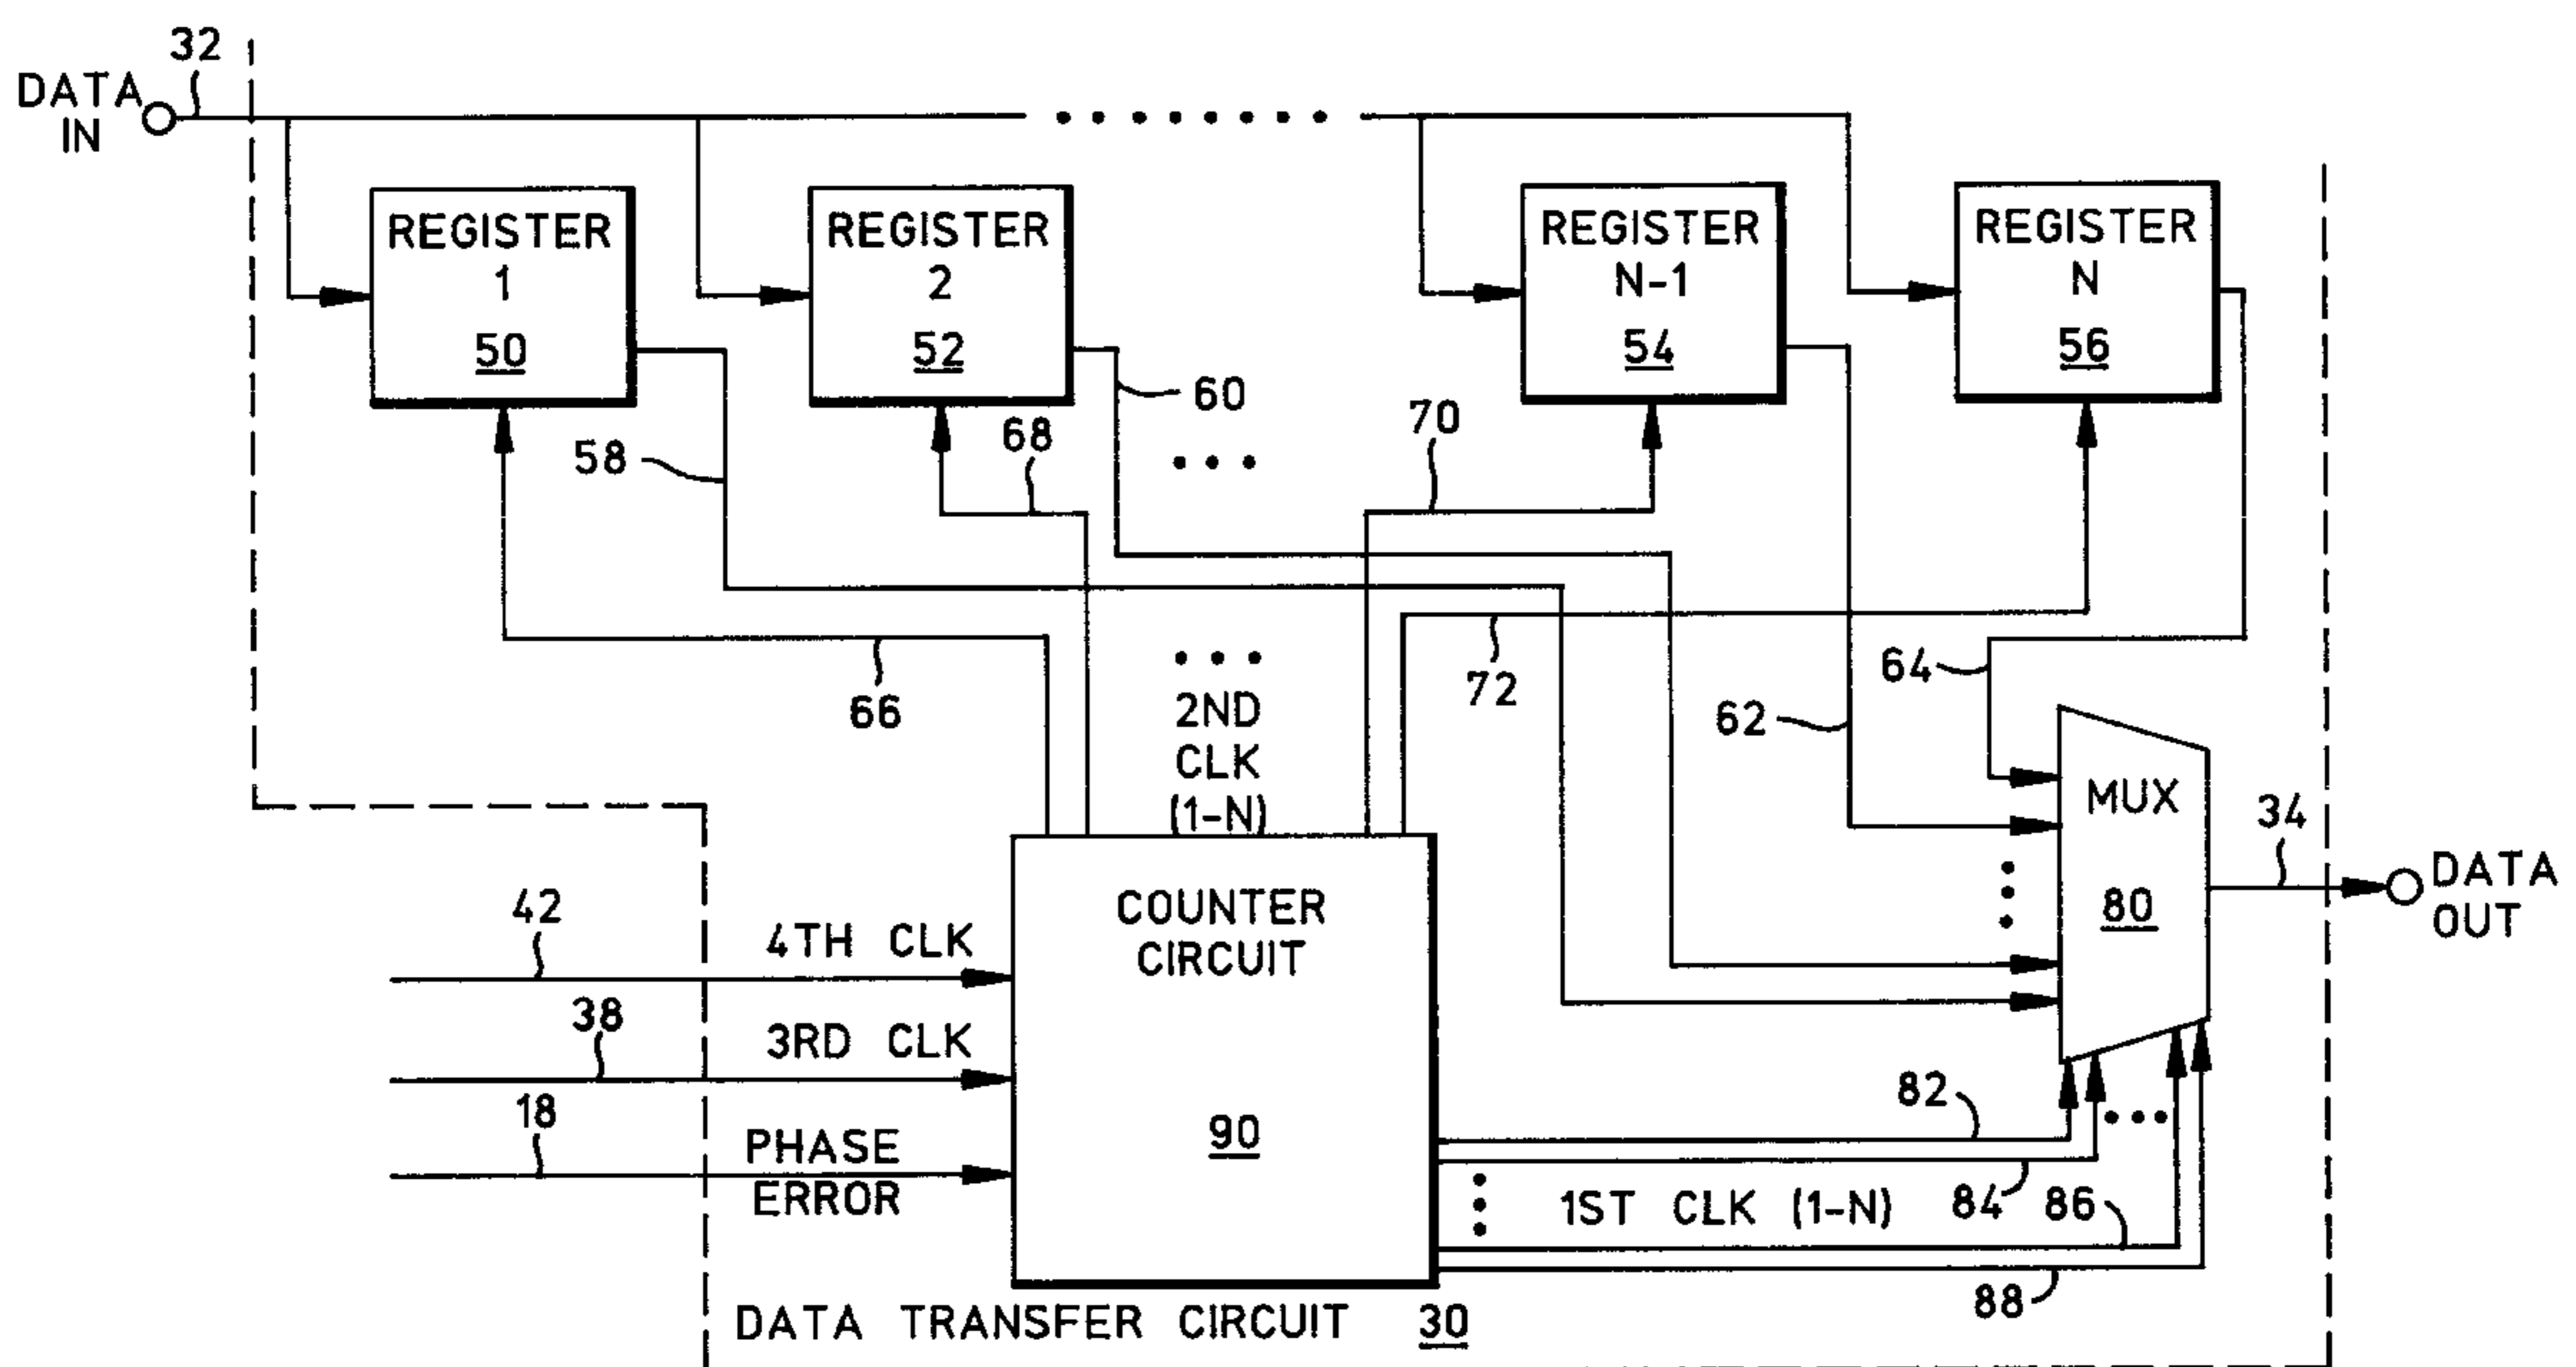 32
DATA
IN
REGISTER
1
50
REGISTER
2
52
REGISTER
N-1
54
REGISTER
N
56
58
60
68
70
66
72
64
62
2ND
CLK
(1-N)
MUX
80
34
DATA
OUT
COUNTER
CIRCUIT
90
42
4TH CLK
38
3RD CLK
18
PHASE
ERROR
82
84
86
1ST CLK (1-N)
88
DATA TRANSFER CIRCUIT 30